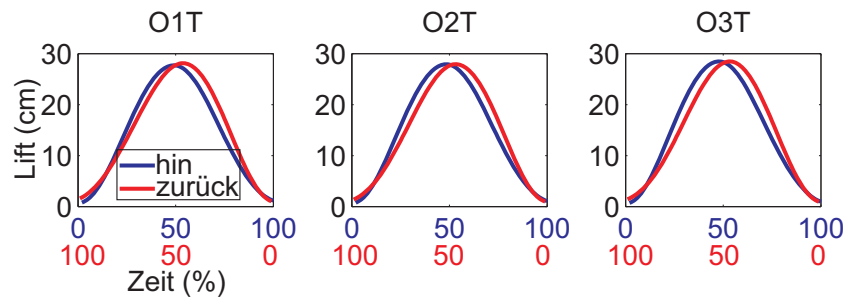 O1T O2T O3T
Lift (cm)
30 30 30
20 20 20
10 10 10
0 0 0
hin
zurück
0 50 100 0 50 100 0 50 100
100 50 0 100 50 0 100 50 0
Zeit (%)